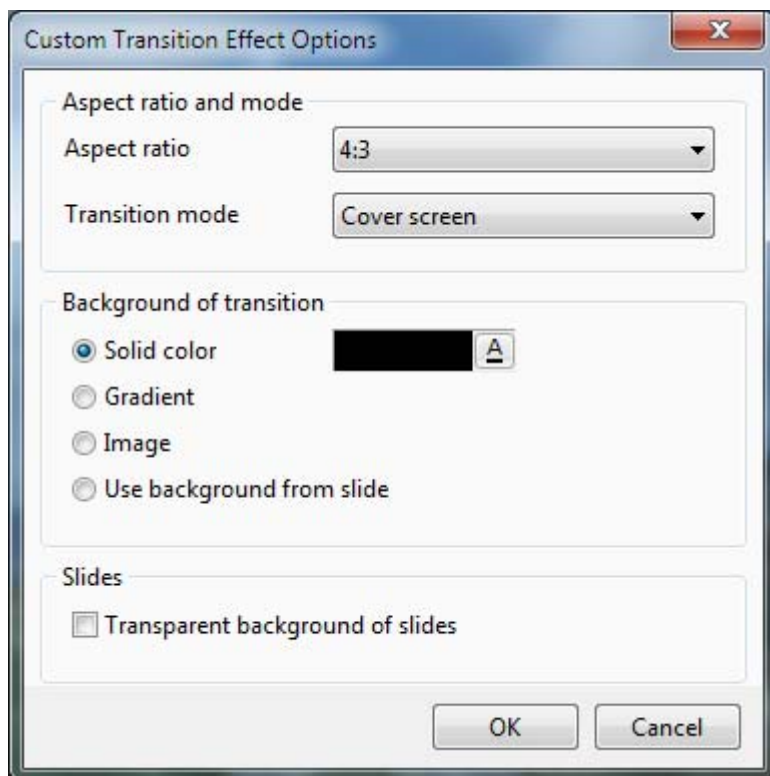 Custom Transition Effect Options
Aspect ratio and mode
Aspect ratio 4:3
Transition mode Cover screen
Background of transition
Solid color A
Gradient
Image
Use background from slide
Slides
Transparent background of slides
OK Cancel